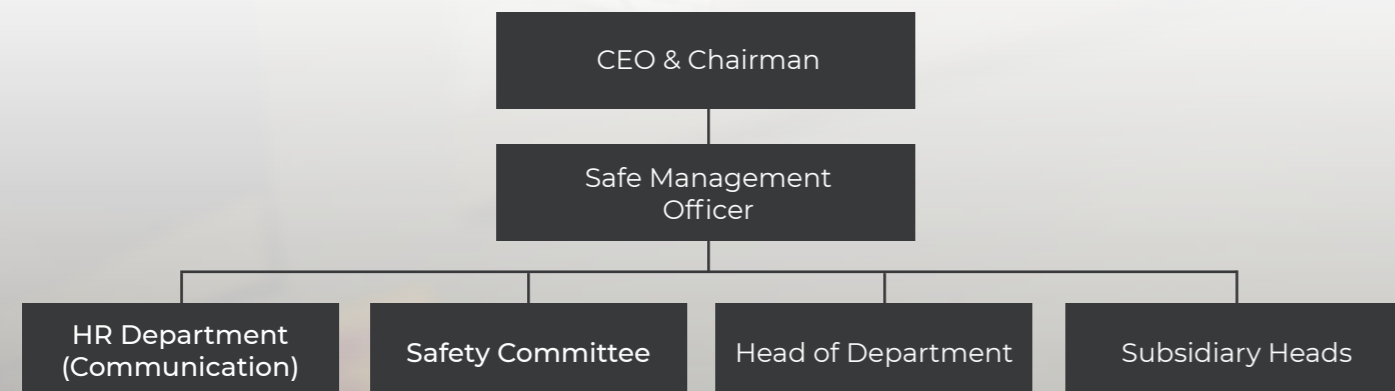 CEO & Chairman
Safe Management
Officer
HR Department
(Communication)
Safety Committee
Head of Department
Subsidiary Heads